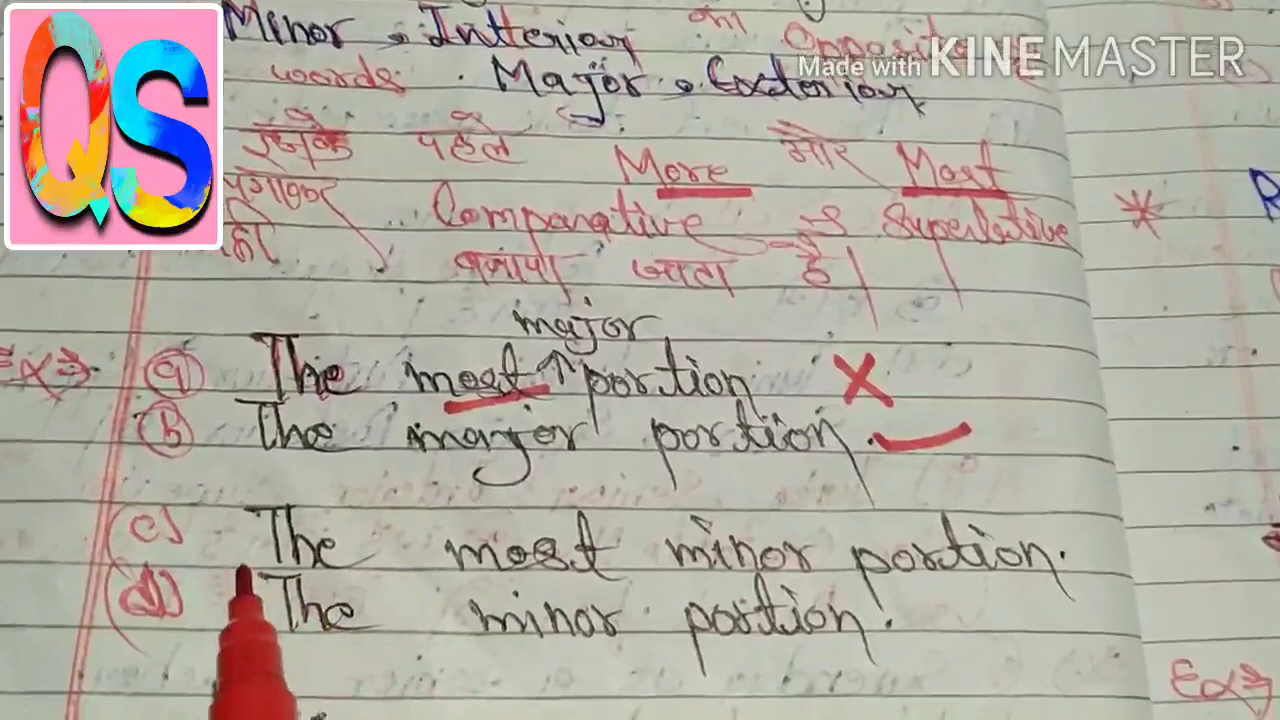 QS
Minor, Interior का Opposite
Made with KINEMASTER
words. Major, Exterior
इनके पहले More और Most
लगाकर Comparative व Superlative *
नहीं बनाया जाता है।
major
Ex⇒ (a) The most ↑ portion ✗
(b) The major portion.
(c) The most minor portion.
(d) The minor portion.
Ex⇒